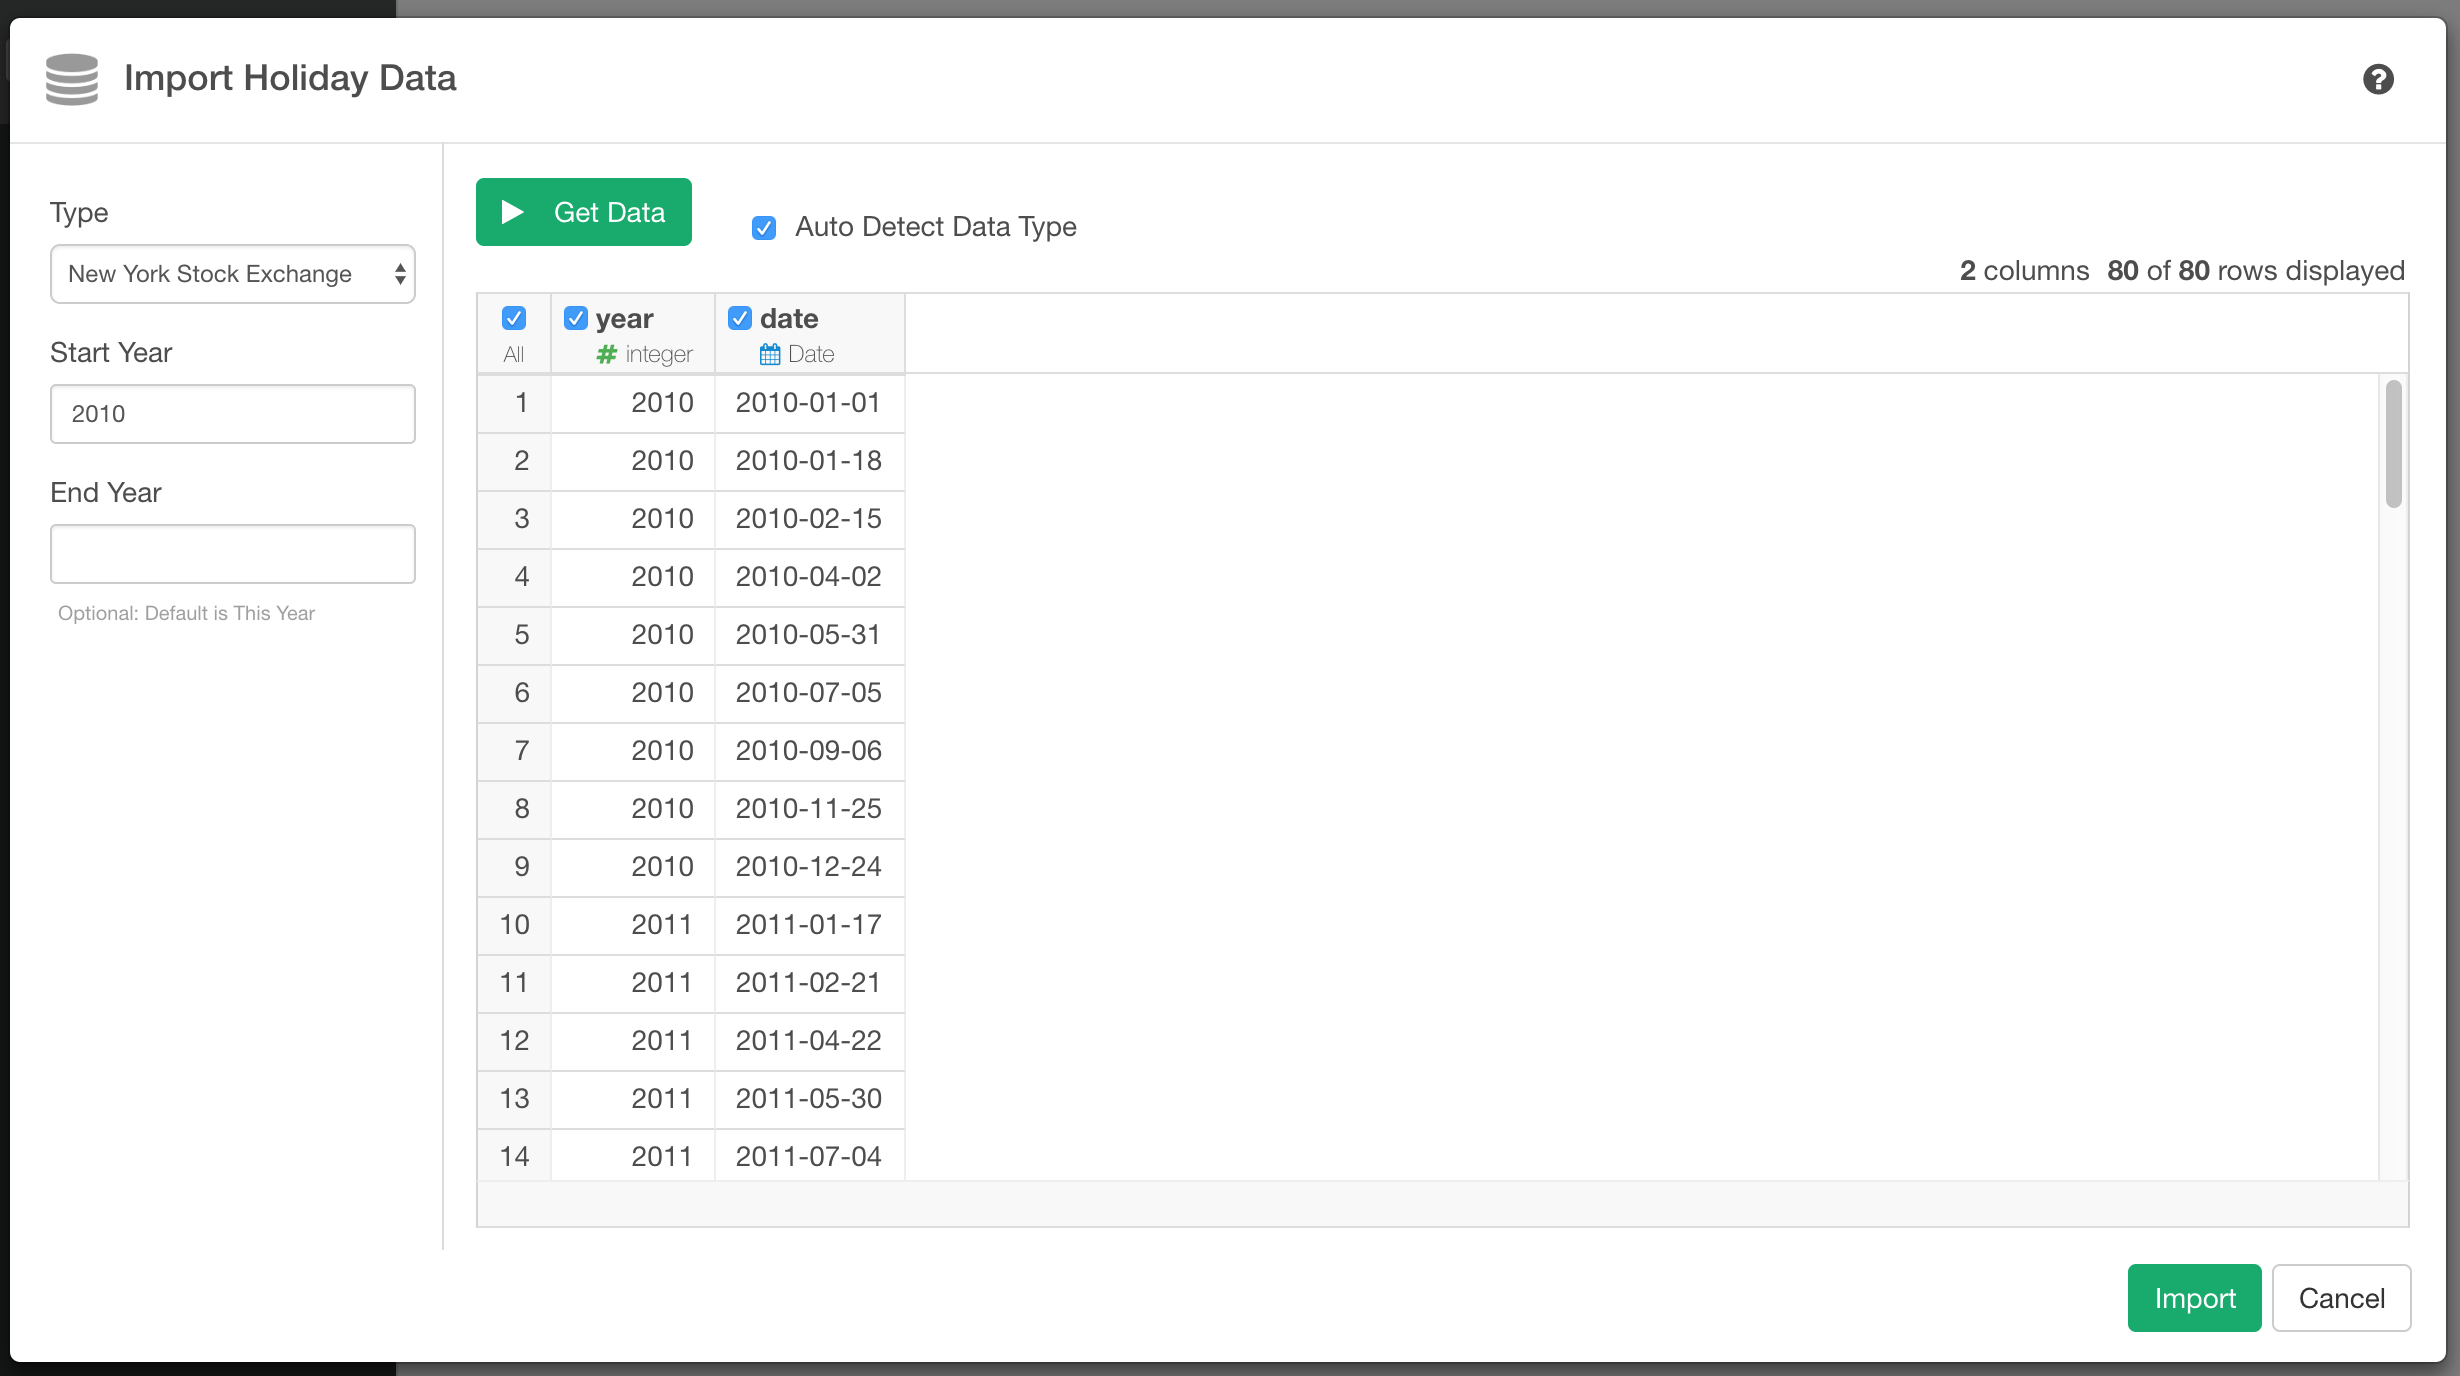 Import Holiday Data
Type
New York Stock Exchange
Start Year
2010
End Year
Optional: Default is This Year
Get Data
Auto Detect Data Type
2 columns 80 of 80 rows displayed
All year date
# integer Date
1 2010 2010-01-01
2 2010 2010-01-18
3 2010 2010-02-15
4 2010 2010-04-02
5 2010 2010-05-31
6 2010 2010-07-05
7 2010 2010-09-06
8 2010 2010-11-25
9 2010 2010-12-24
10 2011 2011-01-17
11 2011 2011-02-21
12 2011 2011-04-22
13 2011 2011-05-30
14 2011 2011-07-04
Import Cancel